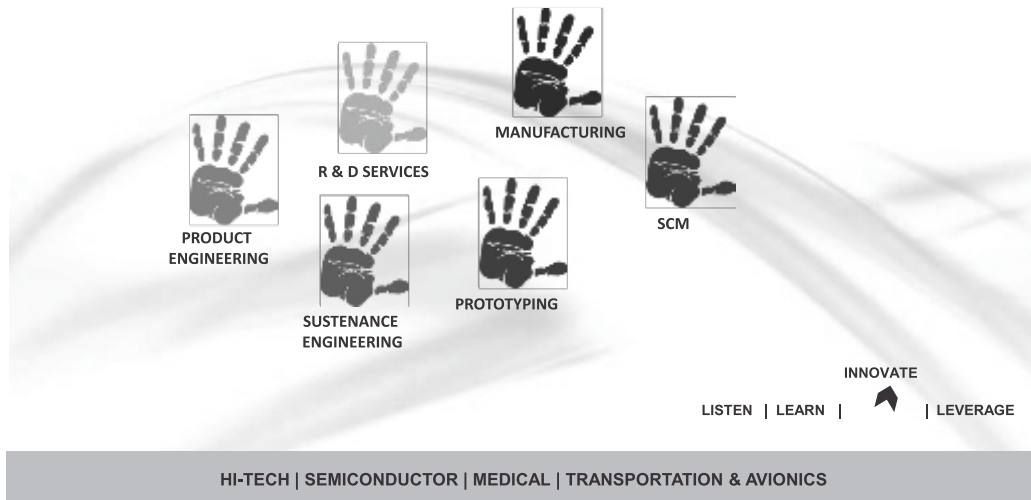 MANUFACTURING
R & D SERVICES
SCM
PRODUCT
ENGINEERING
PROTOTYPING
SUSTENANCE
ENGINEERING
INNOVATE
LISTEN | LEARN | | LEVERAGE
HI-TECH | SEMICONDUCTOR | MEDICAL | TRANSPORTATION & AVIONICS